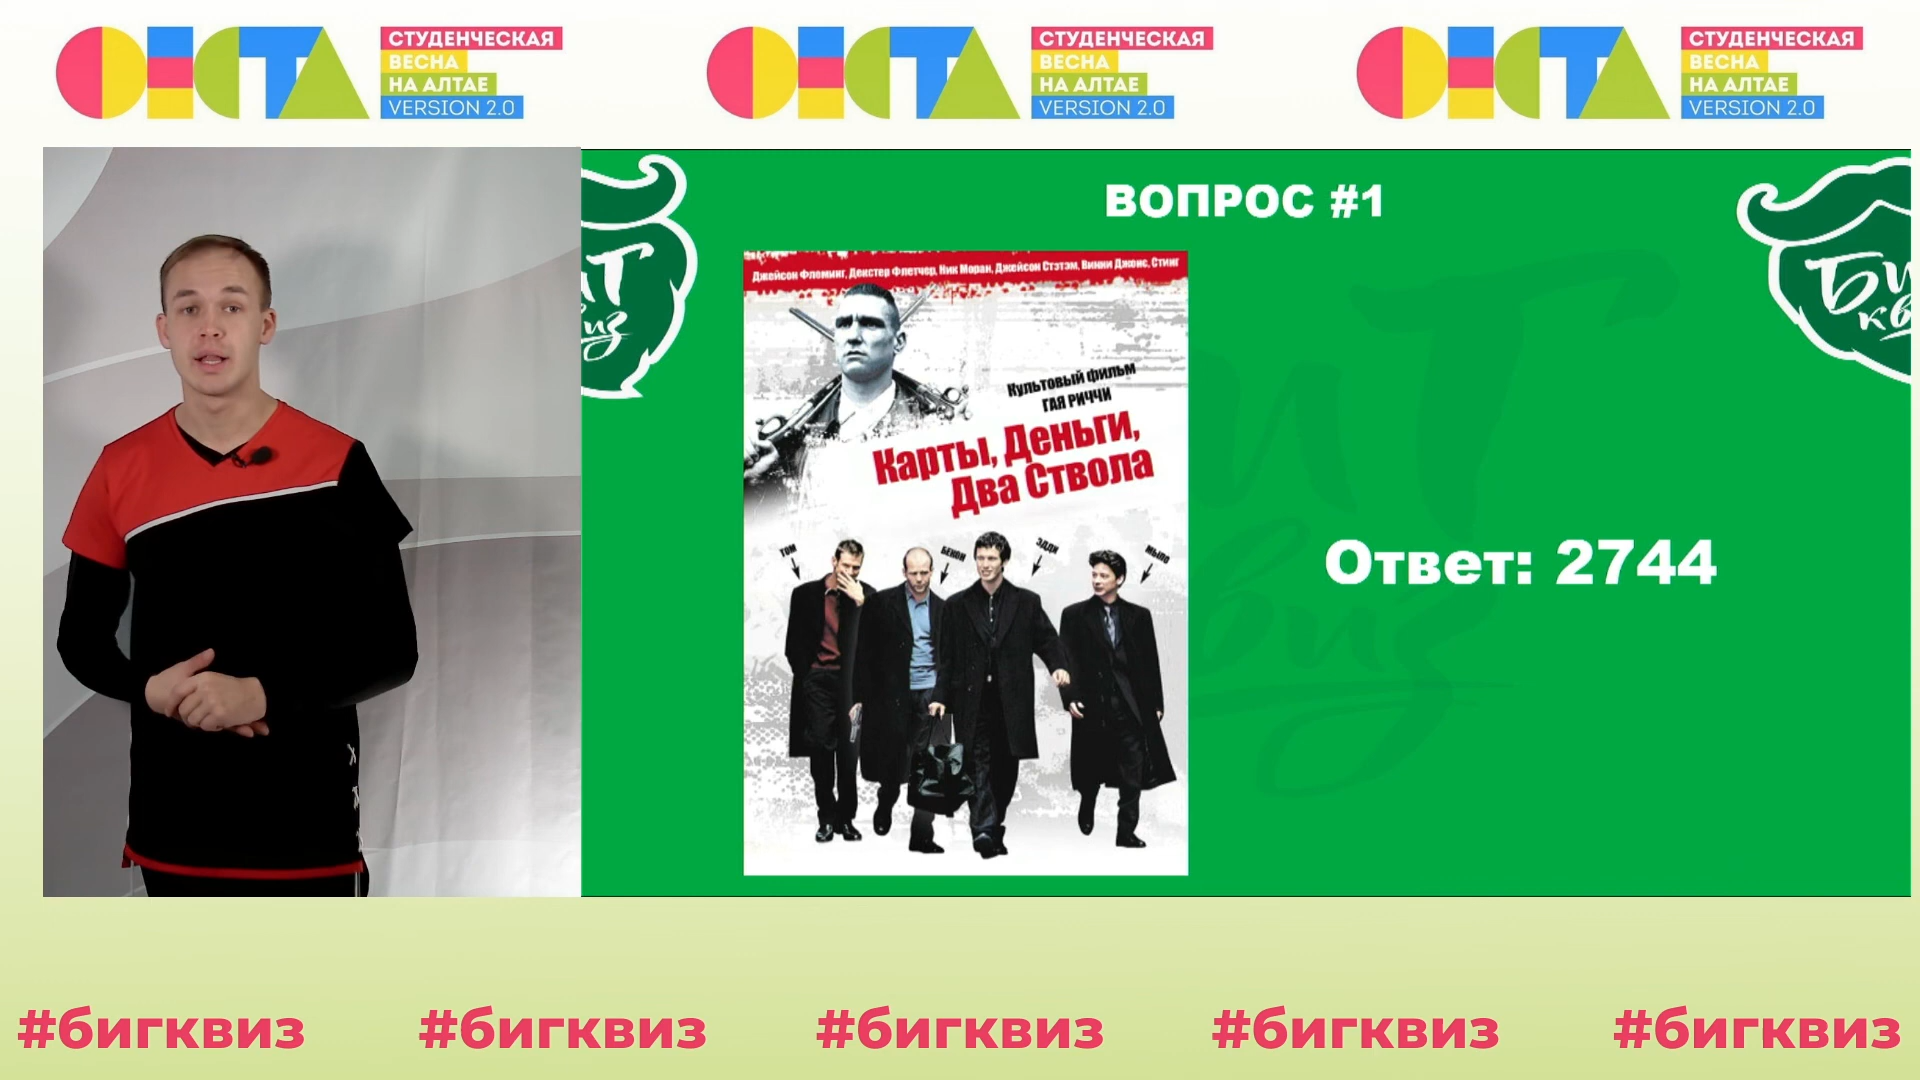 СТУДЕНЧЕСКАЯ
ВЕСНА
НА АЛТАЕ
VERSION 2.0
СТУДЕНЧЕСКАЯ
ВЕСНА
НА АЛТАЕ
VERSION 2.0
СТУДЕНЧЕСКАЯ
ВЕСНА
НА АЛТАЕ
VERSION 2.0
ВОПРОС #1
Джейсон Флеминг, Декстер Флетчер, Ник Моран, Джейсон Стэтэм, Винни Джонс, Стинг
Культовый фильм
ГАЯ РИЧЧИ
Карты, Деньги,
Два Ствола
ТОМ
БЕКОН
ЭДДИ
МЫЛО
Ответ: 2744
#бигквиз
#бигквиз
#бигквиз
#бигквиз
#бигквиз